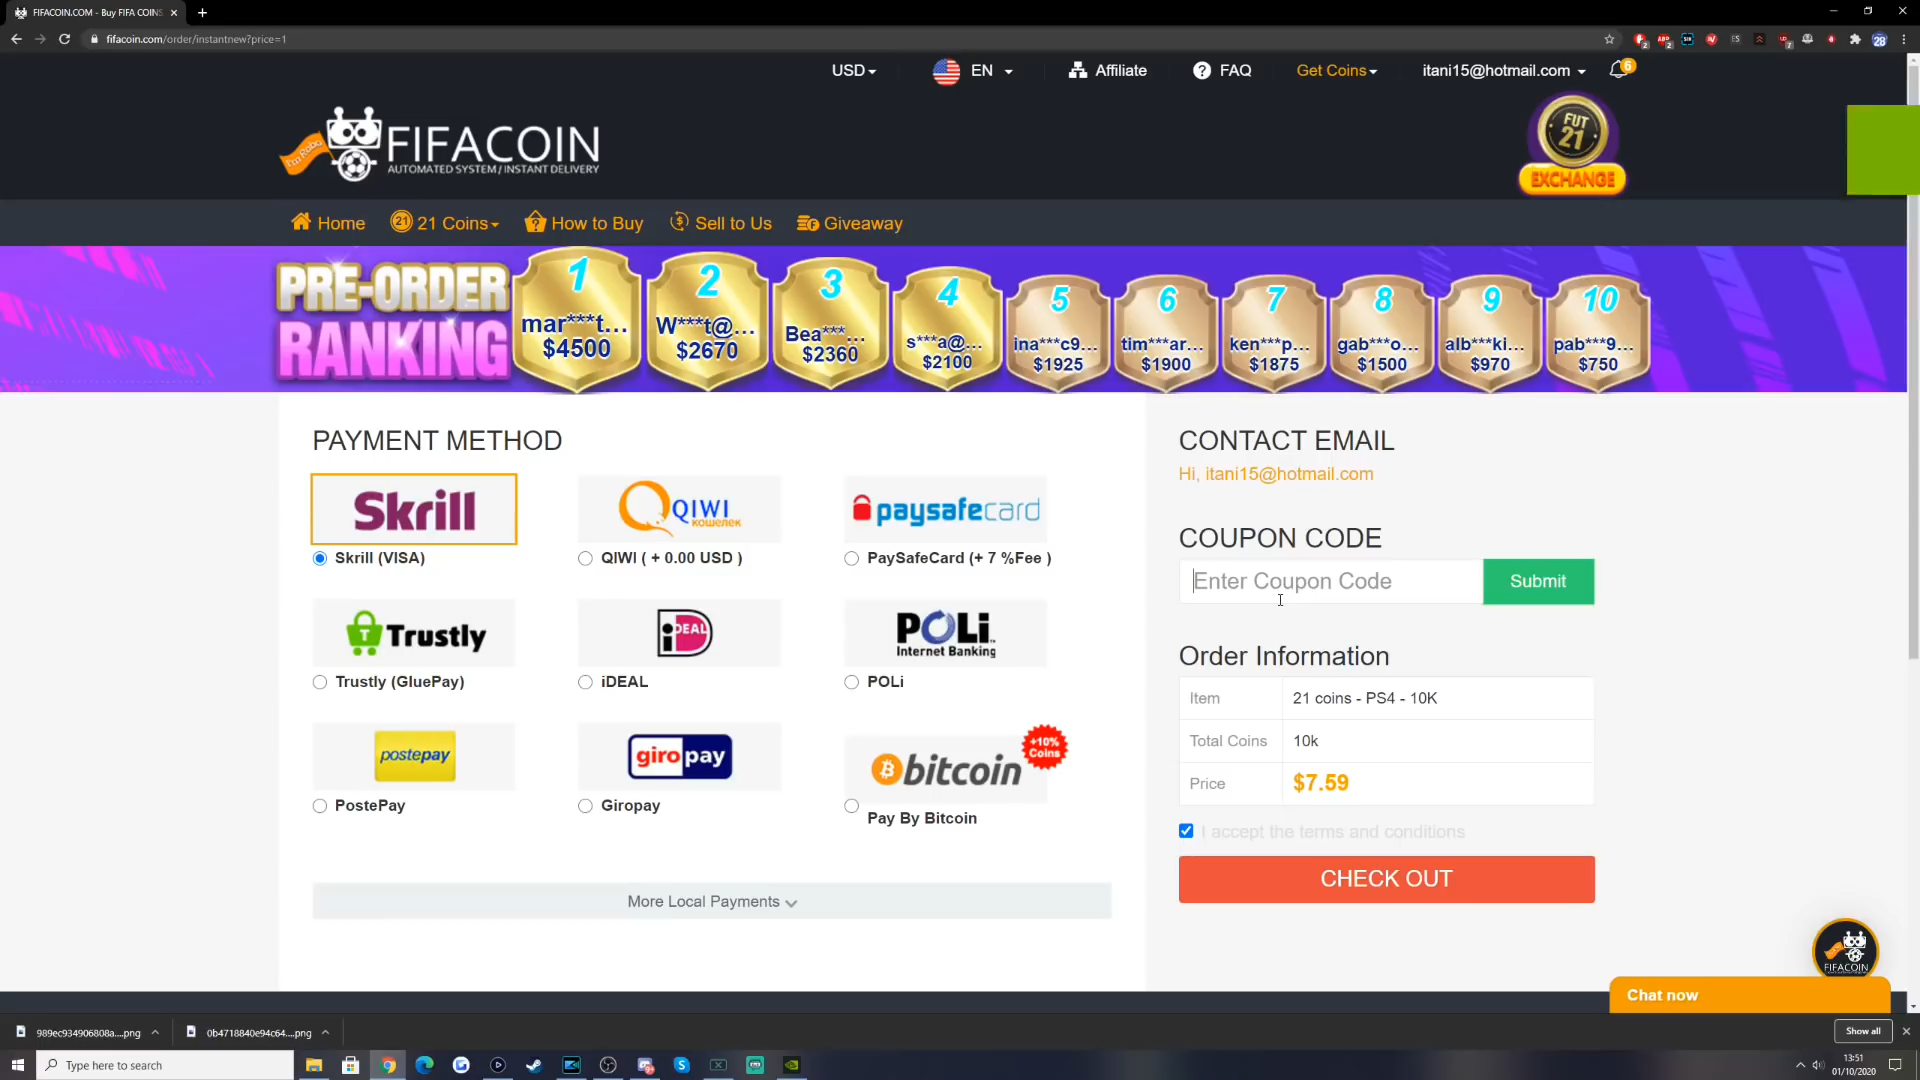 FIFACOIN.COM - Buy FIFA COINS
fifacoin.com/order/instantnew?price=1
USD
EN
Affiliate
FAQ
Get Coins
itani15@hotmail.com
6
I'm Robo
FIFACOIN
AUTOMATED SYSTEM/INSTANT DELIVERY
FUT
21
EXCHANGE
Home
21 Coins
How to Buy
Sell to Us
Giveaway
PRE-ORDER
RANKING
1
mar***t...
$4500
2
W***t@...
$2670
3
Bea***...
$2360
4
s***a@...
$2100
5
ina***c9...
$1925
6
tim***ar...
$1900
7
ken***p...
$1875
8
gab***o...
$1500
9
alb***ki...
$970
10
pab***9...
$750
PAYMENT METHOD
Skrill
Skrill (VISA)
QIWI
КОШЕЛЕК
QIWI ( + 0.00 USD )
paysafecard
PaySafeCard (+ 7 %Fee )
Trustly
Trustly (GluePay)
iDEAL
iDEAL
POLi
Internet Banking
POLi
postepay
PostePay
giropay
Giropay
bitcoin
+10%
Coins
Pay By Bitcoin
More Local Payments
CONTACT EMAIL
Hi, itani15@hotmail.com
COUPON CODE
Enter Coupon Code
Submit
Order Information
Item
21 coins - PS4 - 10K
Total Coins
10k
Price
$7.59
I accept the terms and conditions
CHECK OUT
FIFACOIN
Chat now
989ec934906808a....png
0b4718840e94c64....png
Show all
Type here to search
13:51
01/10/2020